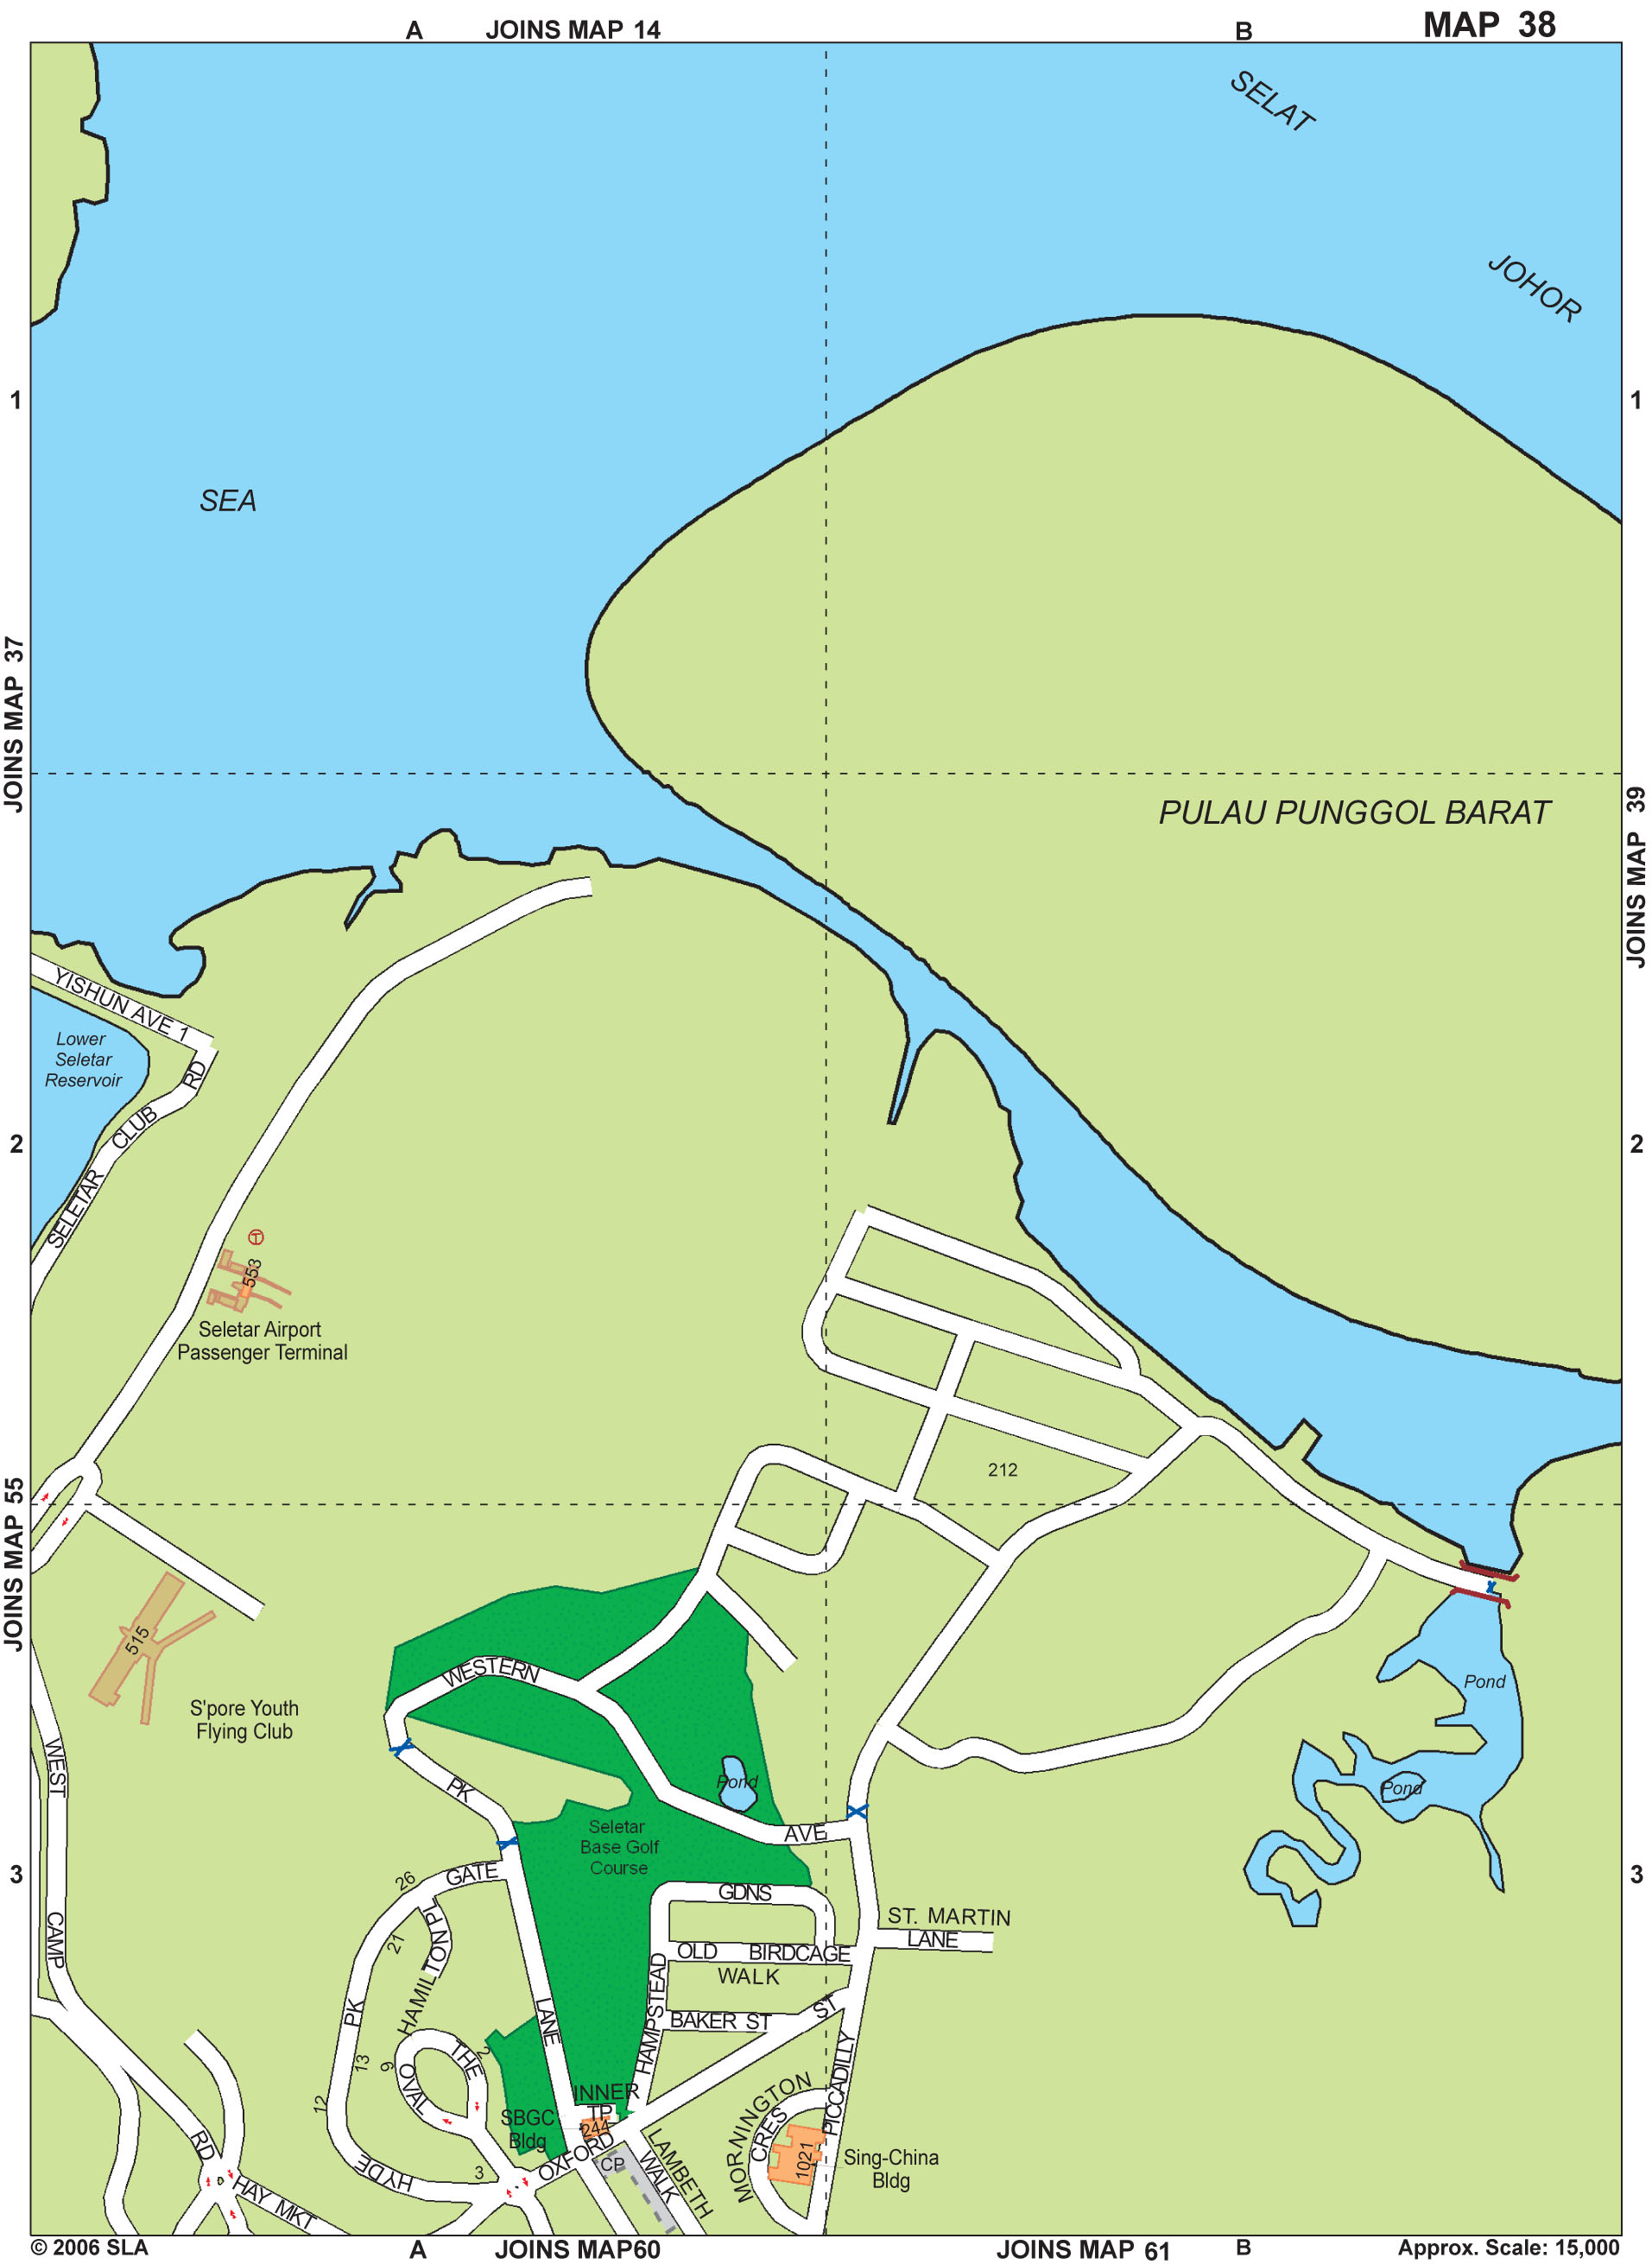 A
JOINS MAP 14
B
MAP 38
SELAT
JOHOR
1
1
SEA
JOINS MAP 37
PULAU PUNGGOL BARAT
JOINS MAP 39
YISHUN AVE 1
Lower
Seletar
Reservoir
RD
CLUB
SELETAR
2
2
553
Seletar Airport
Passenger Terminal
212
JOINS MAP 55
515
S'pore Youth
Flying Club
WESTERN
Pond
WEST
PK
Pond
Pond
AVE
Seletar
Base Golf
Course
26
GATE
3
3
GDNS
ST. MARTIN
LANE
HAMILTON PL
21
CAMP
OLD BIRDCAGE
WALK
PK
LANE
HAMPSTEAD
BAKER ST
ST
13
9
THE
2
OVAL
PICCADILLY
12
INNER
TP
MORNINGTON
CRES
SBGC
Bldg
244
OXFORD
CP
LAMBETH
WALK
1021
Sing-China
Bldg
RD
HYDE
3
HAY MKT
© 2006 SLA
A
JOINS MAP60
JOINS MAP 61
B
Approx. Scale: 15,000